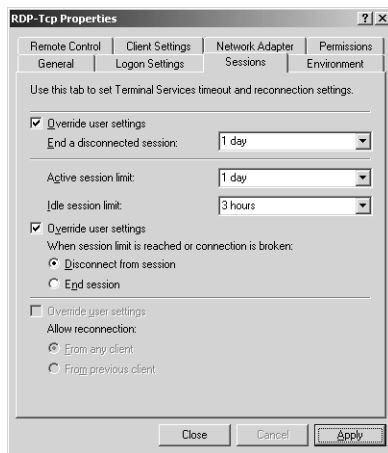 RDP-Tcp Properties
Remote Control Client Settings Network Adapter Permissions
General Logon Settings Sessions Environment
Use this tab to set Terminal Services timeout and reconnection settings.
Override user settings
End a disconnected session: 1 day
Active session limit: 1 day
Idle session limit: 3 hours
Override user settings
When session limit is reached or connection is broken:
Disconnect from session
End session
Override user settings
Allow reconnection:
From any client
From previous client
Close Cancel Apply